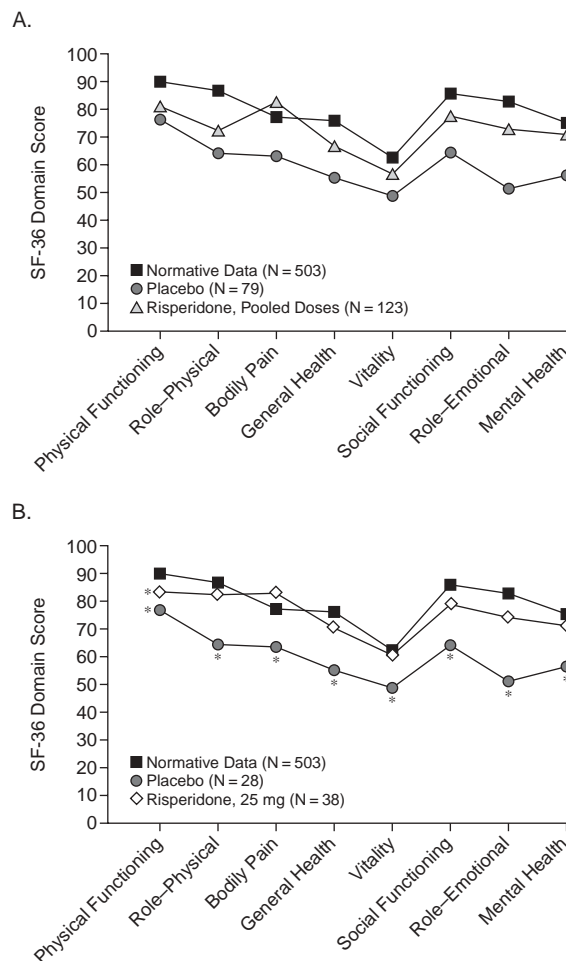 A.
100
90
80
70
60
50
40
30
20
10
0
SF-36 Domain Score
Normative Data (N = 503)
Placebo (N = 79)
Risperidone, Pooled Doses (N = 123)
Physical Functioning
Role–Physical
Bodily Pain
General Health
Vitality
Social Functioning
Role–Emotional
Mental Health
B.
100
90
80
70
60
50
40
30
20
10
0
SF-36 Domain Score
*
*
*
*
*
*
*
*
*
Normative Data (N = 503)
Placebo (N = 28)
Risperidone, 25 mg (N = 38)
Physical Functioning
Role–Physical
Bodily Pain
General Health
Vitality
Social Functioning
Role–Emotional
Mental Health